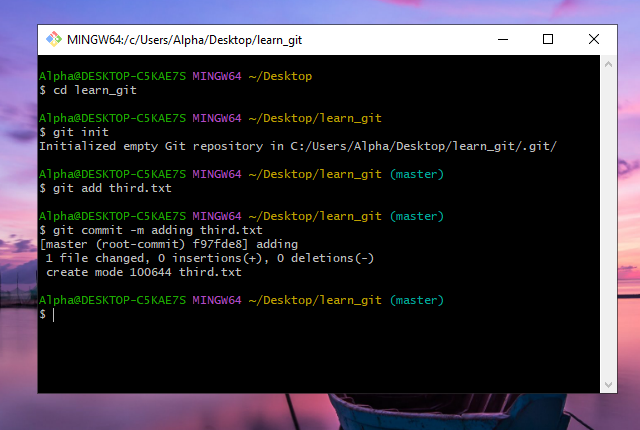 MINGW64:/c/Users/Alpha/Desktop/learn_git
Alpha@DESKTOP-C5KAE7S MINGW64 ~/Desktop
$ cd learn_git
Alpha@DESKTOP-C5KAE7S MINGW64 ~/Desktop/learn_git
$ git init
Initialized empty Git repository in C:/Users/Alpha/Desktop/learn_git/.git/
Alpha@DESKTOP-C5KAE7S MINGW64 ~/Desktop/learn_git (master)
$ git add third.txt
Alpha@DESKTOP-C5KAE7S MINGW64 ~/Desktop/learn_git (master)
$ git commit -m adding third.txt
[master (root-commit) f97fde8] adding
1 file changed, 0 insertions(+), 0 deletions(-)
create mode 100644 third.txt
Alpha@DESKTOP-C5KAE7S MINGW64 ~/Desktop/learn_git (master)
$